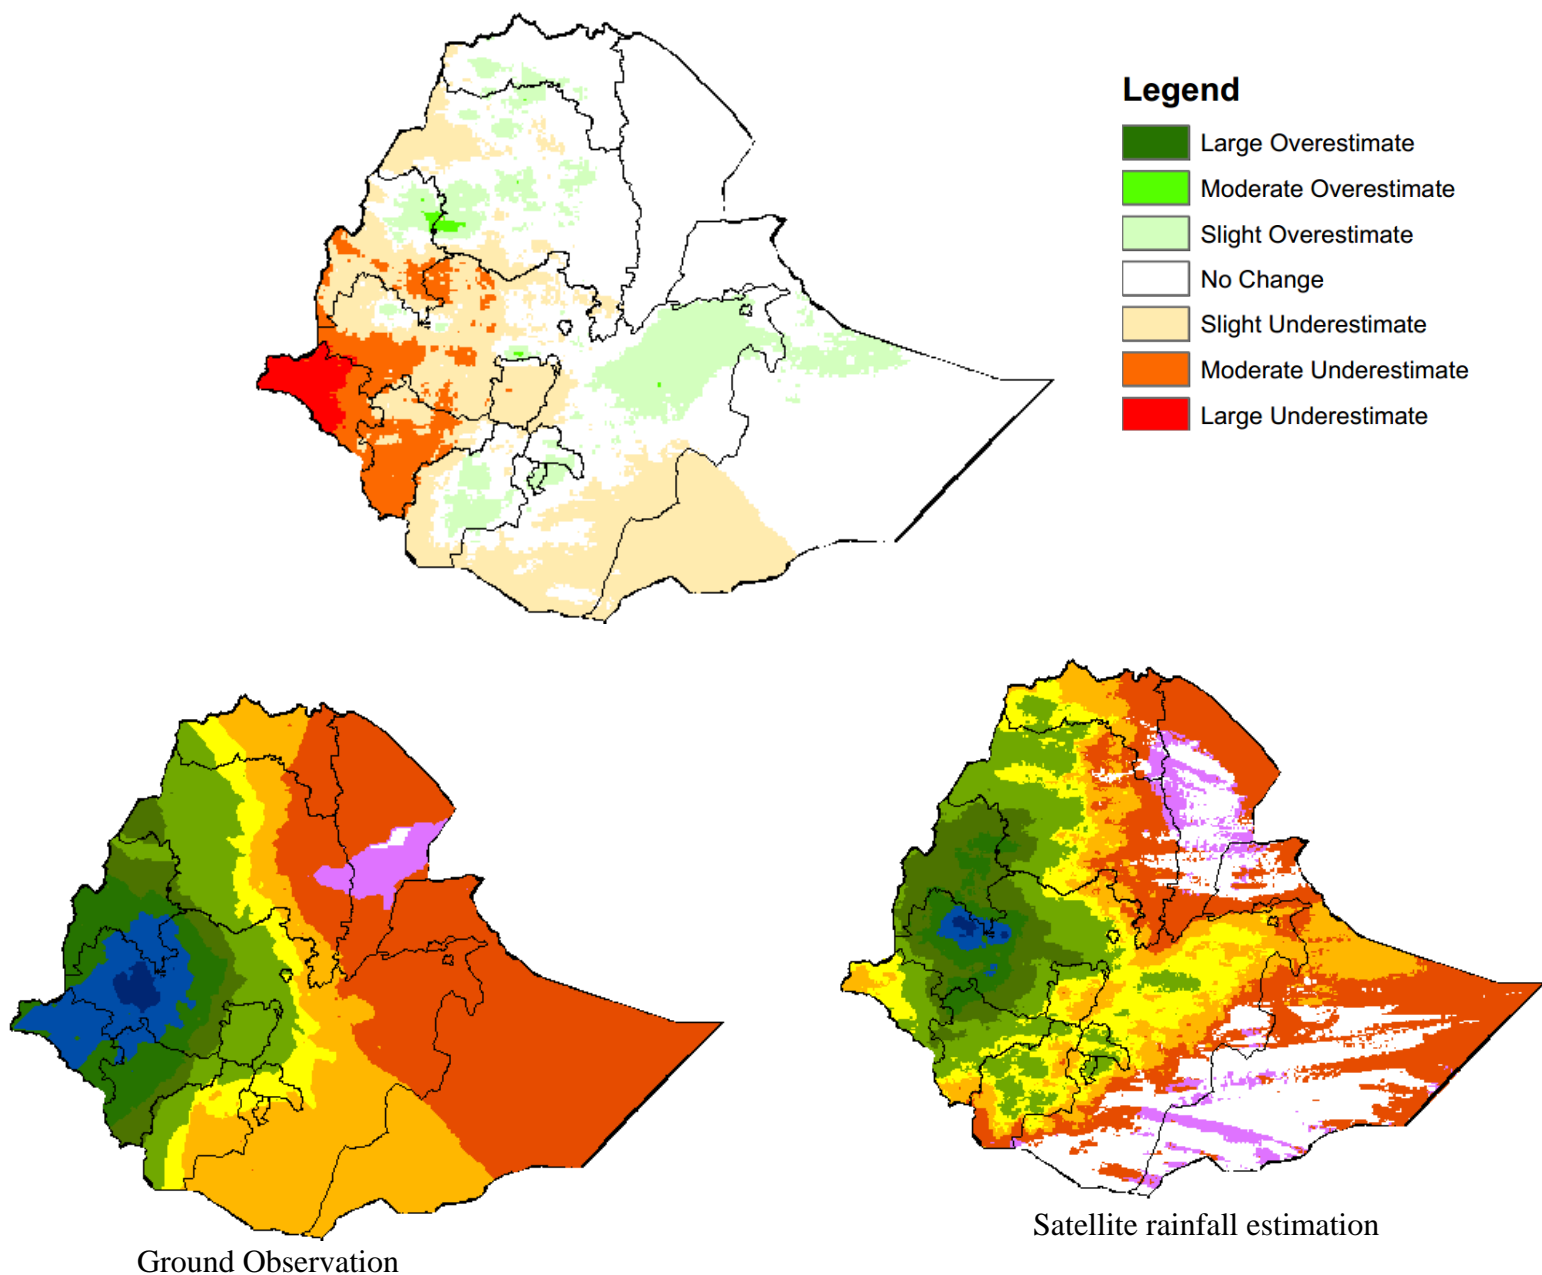 Legend
Large Overestimate
Moderate Overestimate
Slight Overestimate
No Change
Slight Underestimate
Moderate Underestimate
Large Underestimate
Satellite rainfall estimation
Ground Observation